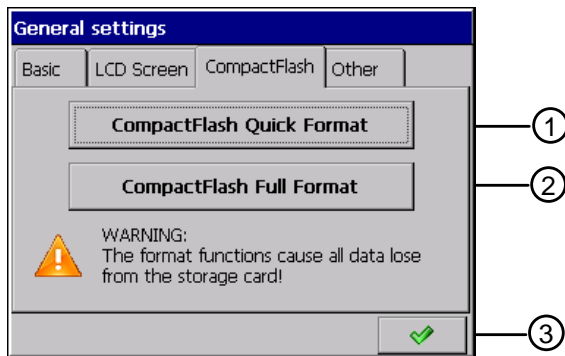 General settings
Basic LCD Screen CompactFlash Other
CompactFlash Quick Format 1
CompactFlash Full Format 2
WARNING:
The format functions cause all data lose
from the storage card!
3